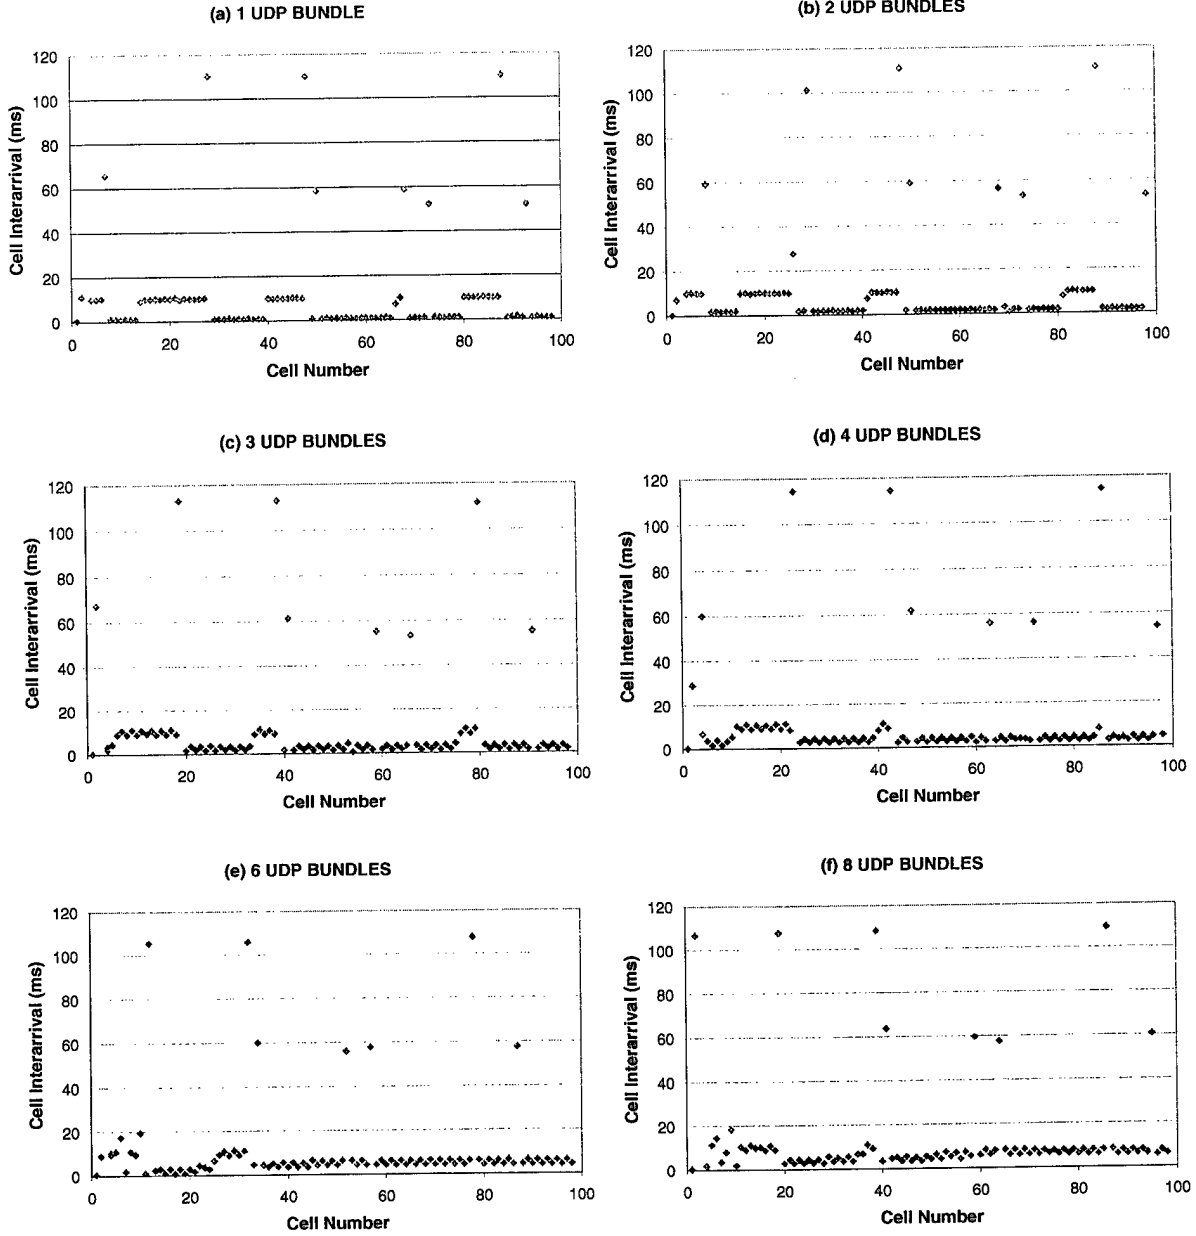 (a) 1 UDP BUNDLE
(b) 2 UDP BUNDLES
Cell Interarrival (ms)
120
100
80
60
40
20
0
0 20 40 60 80 100
Cell Number
Cell Interarrival (ms)
120
100
80
60
40
20
0
0 20 40 60 80 100
Cell Number
(c) 3 UDP BUNDLES
(d) 4 UDP BUNDLES
Cell Interarrival (ms)
120
100
80
60
40
20
0
0 20 40 60 80 100
Cell Number
Cell Interarrival (ms)
120
100
80
60
40
20
0
0 20 40 60 80 100
Cell Number
(e) 6 UDP BUNDLES
(f) 8 UDP BUNDLES
Cell Interarrival (ms)
120
100
80
60
40
20
0
0 20 40 60 80 100
Cell Number
Cell Interarrival (ms)
120
100
80
60
40
20
0
0 20 40 60 80 100
Cell Number